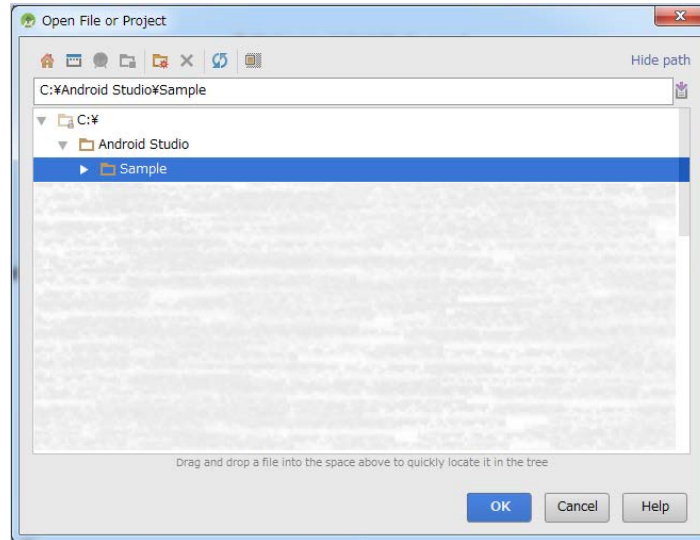 Open File or Project
Hide path
C:¥Android Studio¥Sample
C:¥
Android Studio
Sample
Drag and drop a file into the space above to quickly locate it in the tree
OK
Cancel
Help